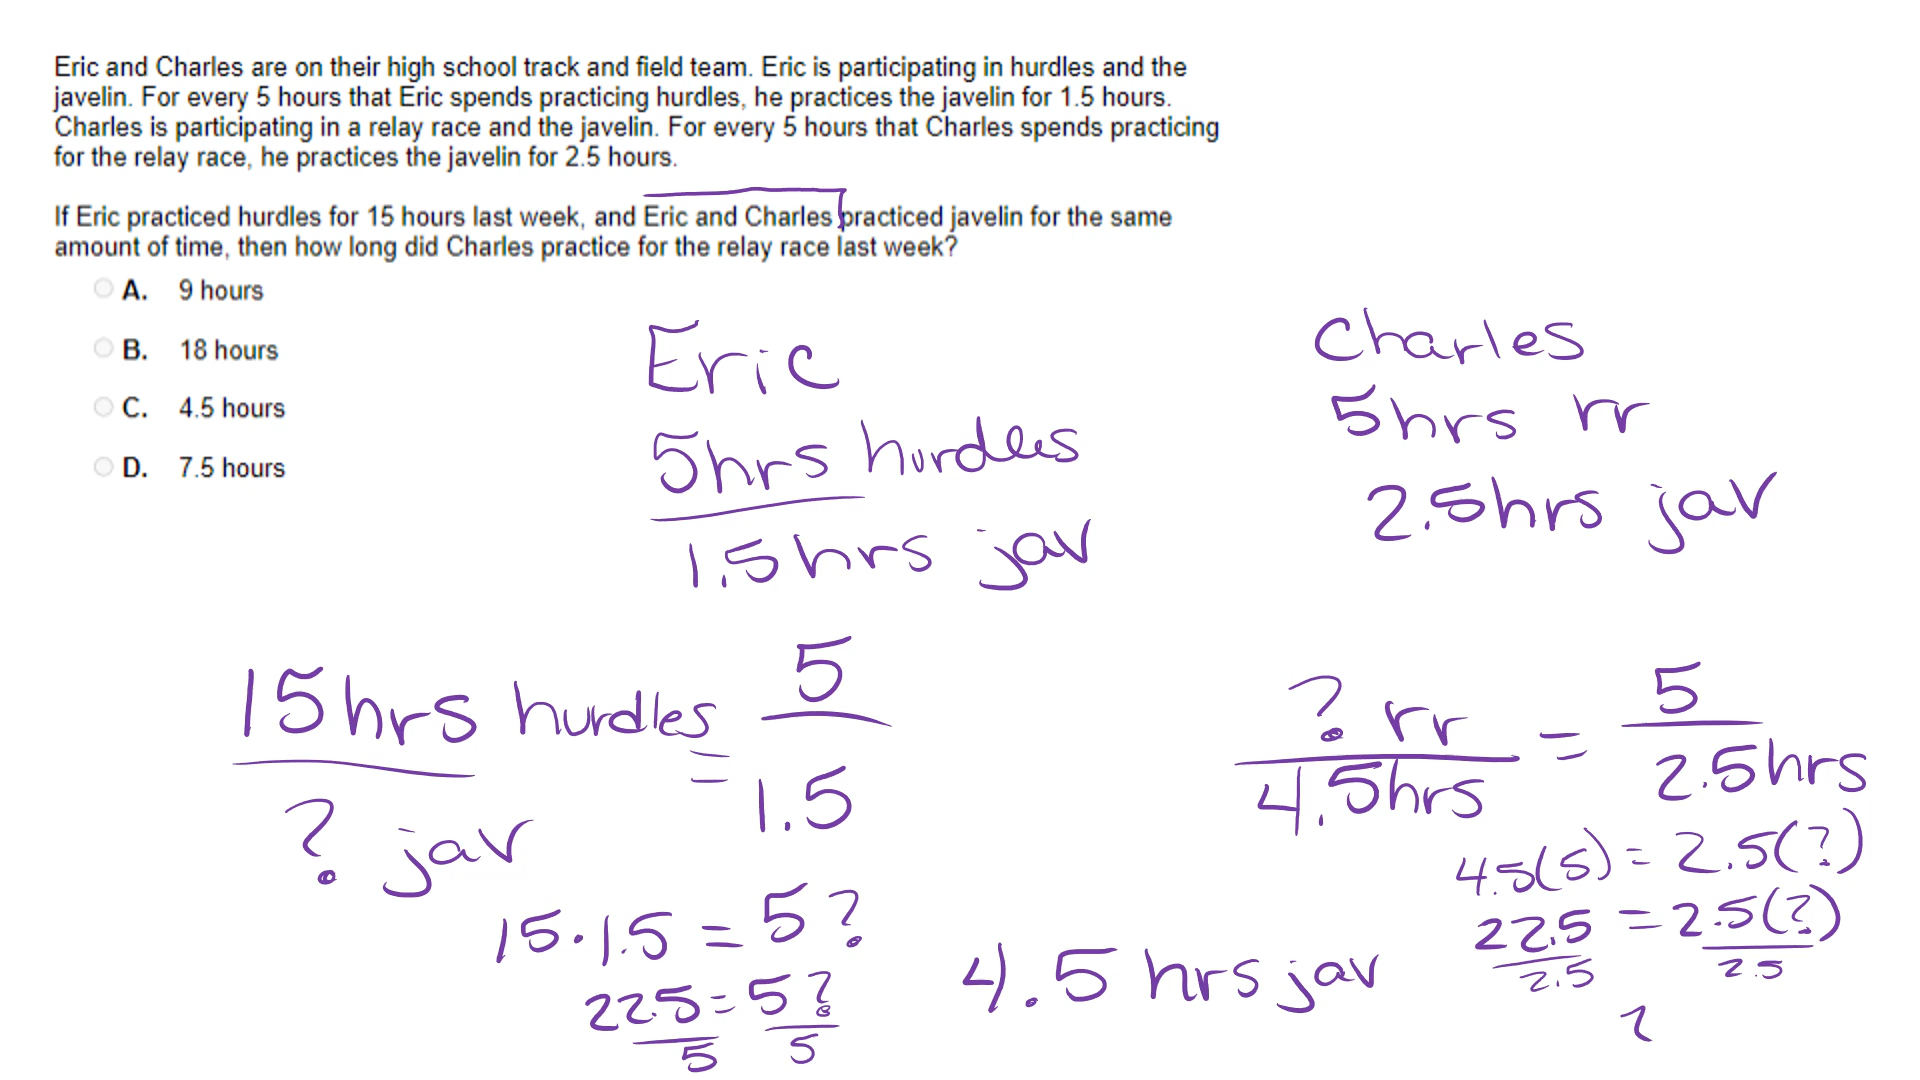 Eric and Charles are on their high school track and field team. Eric is participating in hurdles and the
javelin. For every 5 hours that Eric spends practicing hurdles, he practices the javelin for 1.5 hours.
Charles is participating in a relay race and the javelin. For every 5 hours that Charles spends practicing
for the relay race, he practices the javelin for 2.5 hours.
If Eric practiced hurdles for 15 hours last week, and Eric and Charles practiced javelin for the same
amount of time, then how long did Charles practice for the relay race last week?
A. 9 hours
B. 18 hours
C. 4.5 hours
D. 7.5 hours
Eric
5hrs hurdles
1.5hrs jav
Charles
5hrs rr
2.5hrs jav
15hrs hurdles = 5
? jav 1.5
15·1.5 = 5?
22.5 = 5?
5 5
4.5 hrs jav
? rr = 5
4.5hrs 2.5hrs
4.5(5) = 2.5(?)
22.5 = 2.5(?)
2.5 2.5
?